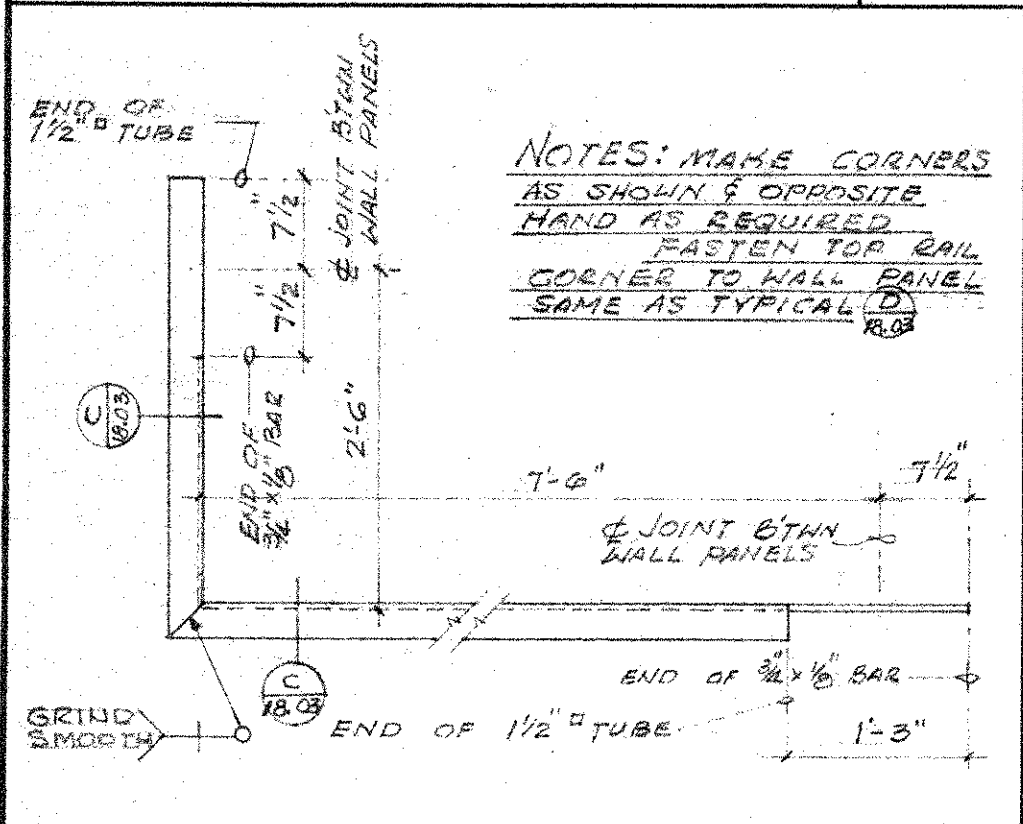 END OF
1½" □ TUBE
℄ JOINT B'TWN
WALL PANELS
NOTES: MAKE CORNERS
AS SHOWN & OPPOSITE
HAND AS REQUIRED
FASTEN TOP RAIL
CORNER TO WALL PANEL
SAME AS TYPICAL
D
18.03
7½"
7½"
2'-6"
C
18.03
END OF
¾" x ⅛" BAR
7'-6"
7½"
℄ JOINT B'TWN
WALL PANELS
END OF ¾" x ⅛" BAR
C
18.03
GRIND
SMOOTH
END OF 1½" □ TUBE
1'-3"